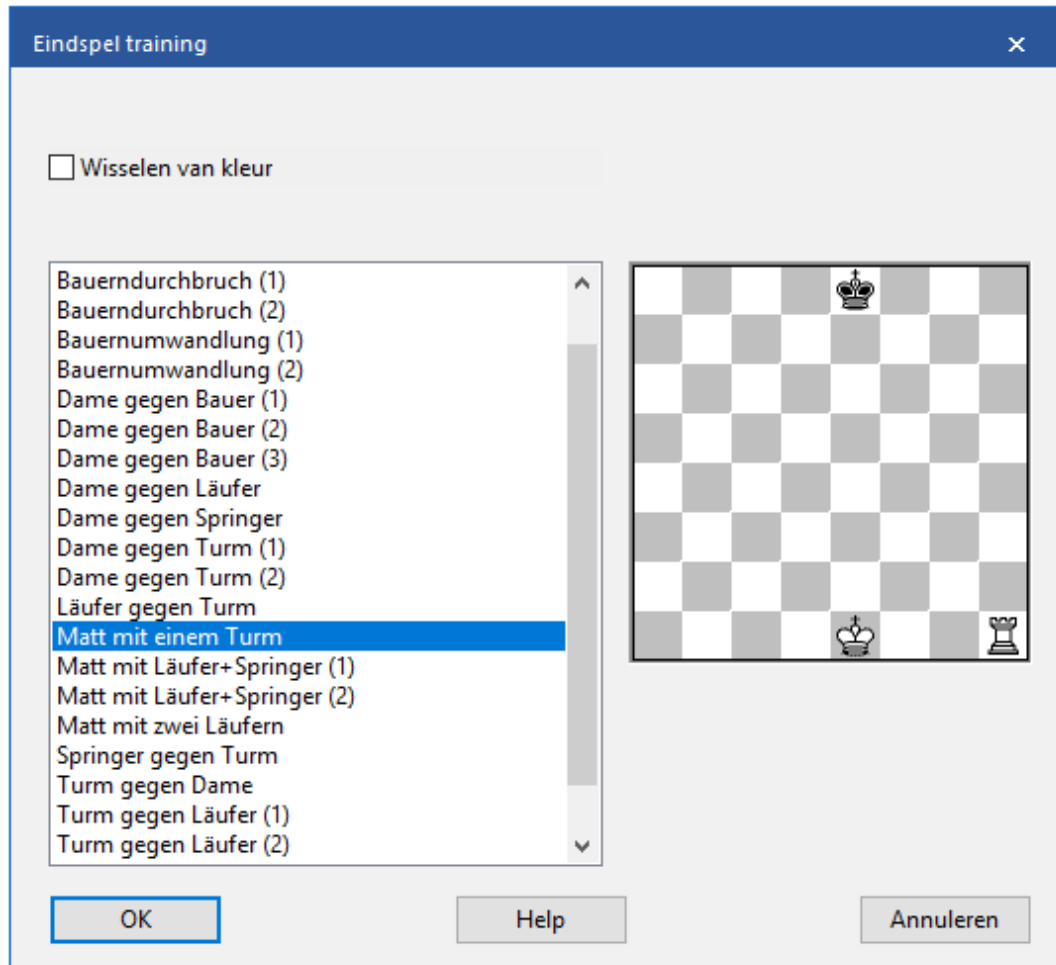 Eindspel training
Wisselen van kleur
Bauerndurchbruch (1)
Bauerndurchbruch (2)
Bauernumwandlung (1)
Bauernumwandlung (2)
Dame gegen Bauer (1)
Dame gegen Bauer (2)
Dame gegen Bauer (3)
Dame gegen Läufer
Dame gegen Springer
Dame gegen Turm (1)
Dame gegen Turm (2)
Läufer gegen Turm
Matt mit einem Turm
Matt mit Läufer+Springer (1)
Matt mit Läufer+Springer (2)
Matt mit zwei Läufern
Springer gegen Turm
Turm gegen Dame
Turm gegen Läufer (1)
Turm gegen Läufer (2)
OK
Help
Annuleren